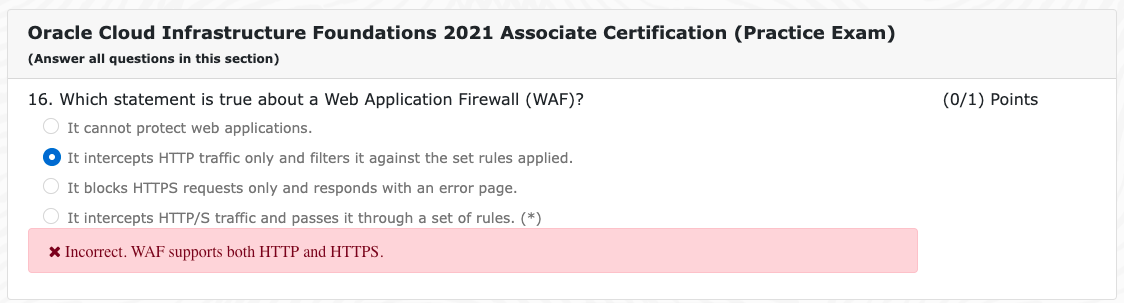 Oracle Cloud Infrastructure Foundations 2021 Associate Certification (Practice Exam)
(Answer all questions in this section)
16. Which statement is true about a Web Application Firewall (WAF)? (0/1) Points
It cannot protect web applications.
It intercepts HTTP traffic only and filters it against the set rules applied.
It blocks HTTPS requests only and responds with an error page.
It intercepts HTTP/S traffic and passes it through a set of rules. (*)
✖ Incorrect. WAF supports both HTTP and HTTPS.